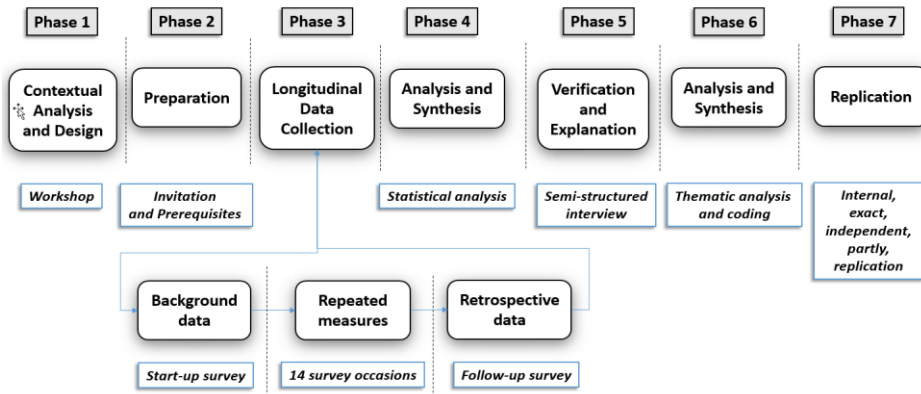 Phase 1
Phase 2
Phase 3
Phase 4
Phase 5
Phase 6
Phase 7
Contextual
Analysis
and Design
Preparation
Longitudinal
Data
Collection
Analysis and
Synthesis
Verification
and
Explanation
Analysis and
Synthesis
Replication
Workshop
Invitation
and Prerequisites
Statistical analysis
Semi-structured
interview
Thematic analysis
and coding
Internal,
exact,
independent,
partly,
replication
Background
data
Repeated
measures
Retrospective
data
Start-up survey
14 survey occasions
Follow-up survey